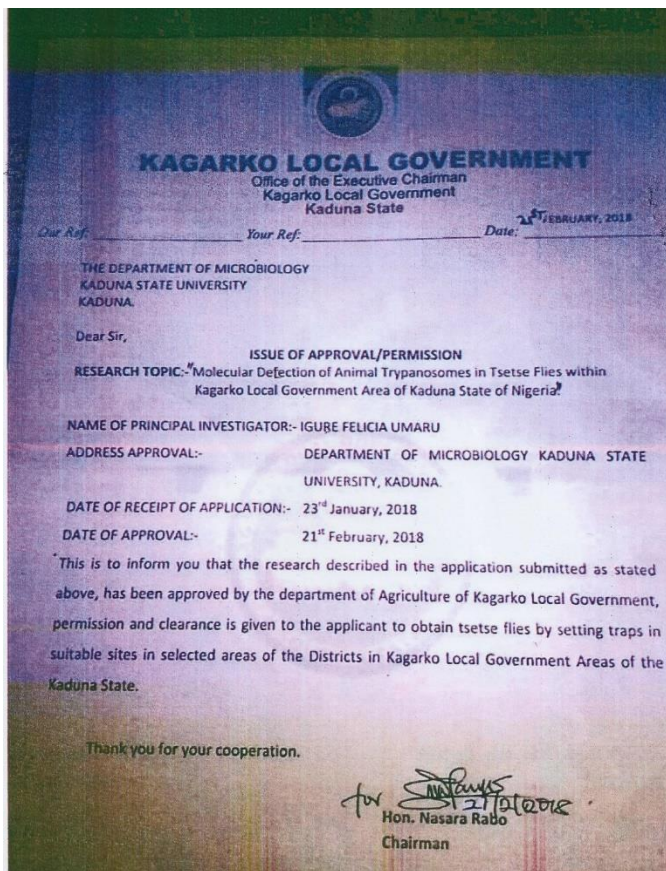 KAGARKO LOCAL GOVERNMENT
Office of the Executive Chairman
Kagarko Local Government
Kaduna State
Our Ref: Your Ref: Date: 21ST FEBRUARY, 2018
THE DEPARTMENT OF MICROBIOLOGY
KADUNA STATE UNIVERSITY
KADUNA.
Dear Sir,
ISSUE OF APPROVAL/PERMISSION
RESEARCH TOPIC:-"Molecular Detection of Animal Trypanosomes in Tsetse Flies within
Kagarko Local Government Area of Kaduna State of Nigeria"
NAME OF PRINCIPAL INVESTIGATOR:- IGURE FELICIA UMARU
ADDRESS APPROVAL:- DEPARTMENT OF MICROBIOLOGY KADUNA STATE
UNIVERSITY, KADUNA.
DATE OF RECEIPT OF APPLICATION:- 23rd January, 2018
DATE OF APPROVAL:- 21st February, 2018
This is to inform you that the research described in the application submitted as stated
above, has been approved by the department of Agriculture of Kagarko Local Government,
permission and clearance is given to the applicant to obtain tsetse flies by setting traps in
suitable sites in selected areas of the Districts in Kagarko Local Government Areas of the
Kaduna State.
Thank you for your cooperation.
for 21/2/2018
Hon. Nasara Rabo
Chairman